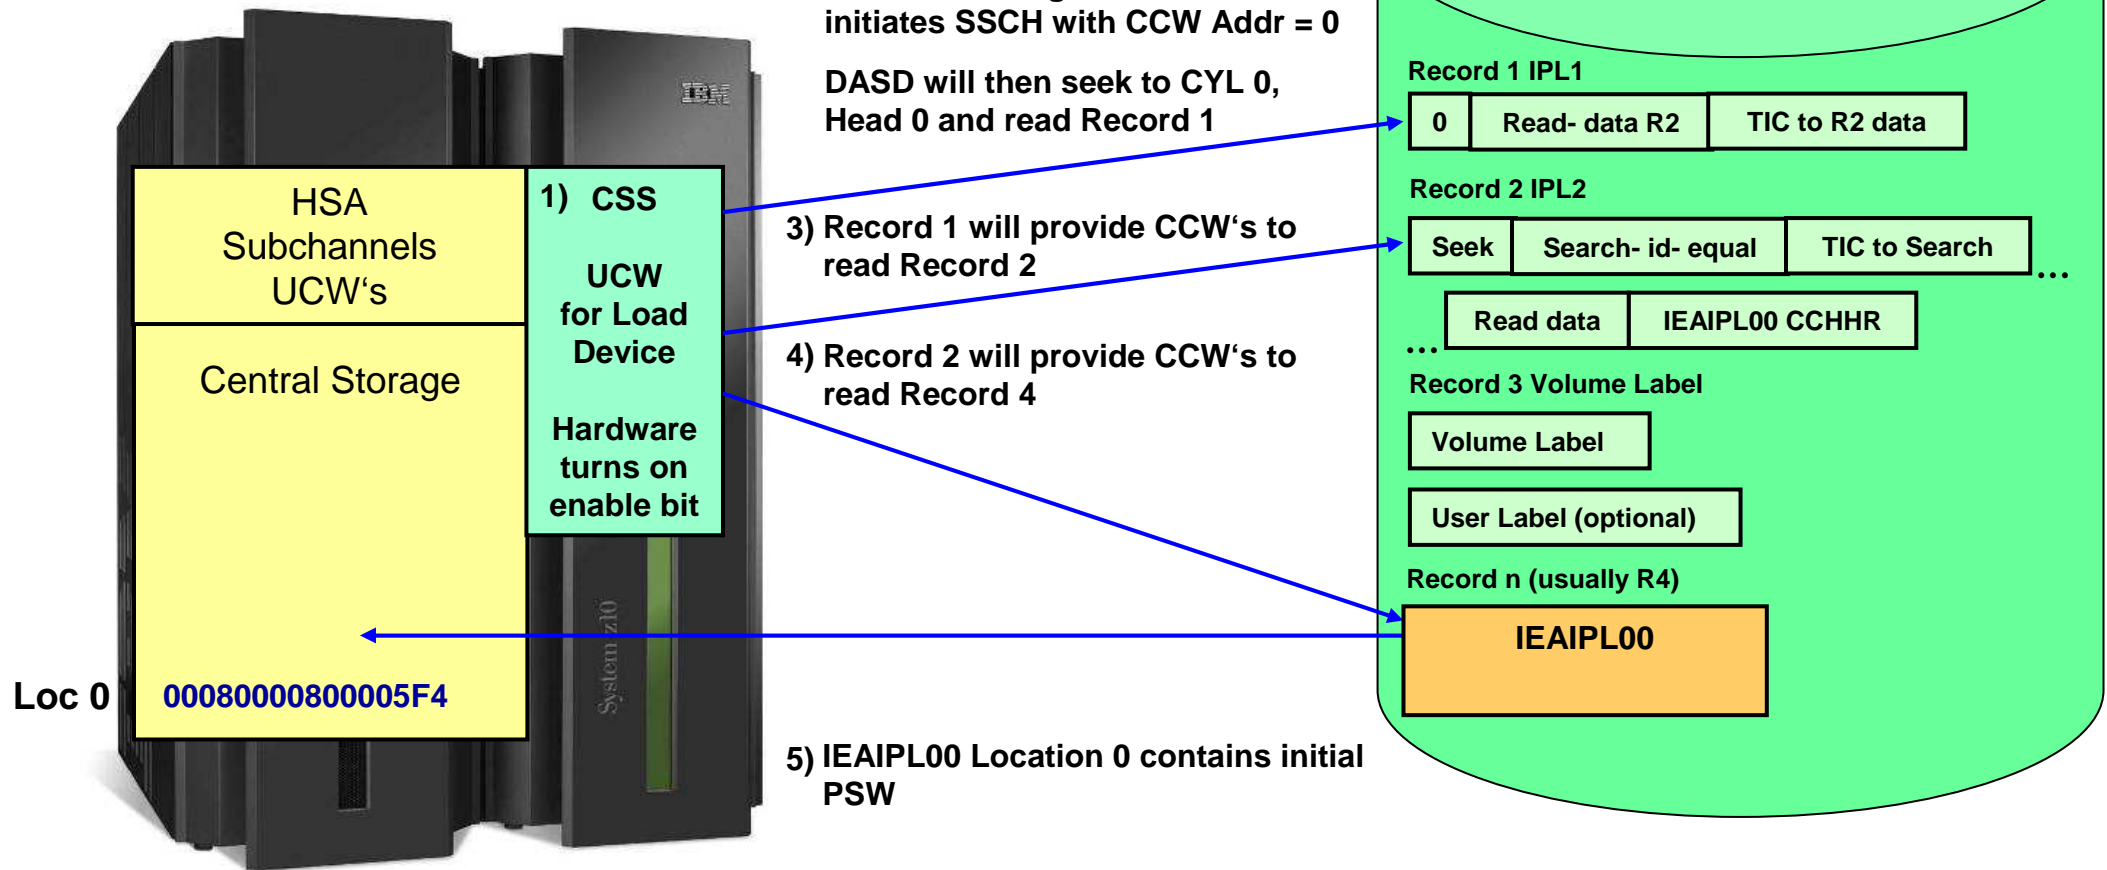 initiates SSCH with CCW Addr = 0
DASD will then seek to CYL 0,
Head 0 and read Record 1
IBM
HSA
Subchannels
UCW‘s
Central Storage
Loc 0
00080000800005F4
1) CSS
UCW
for Load
Device
Hardware
turns on
enable bit
System z10
3) Record 1 will provide CCW‘s to
read Record 2
4) Record 2 will provide CCW‘s to
read Record 4
5) IEAIPL00 Location 0 contains initial
PSW
Record 1 IPL1
0 Read- data R2 TIC to R2 data
Record 2 IPL2
Seek Search- id- equal TIC to Search ...
... Read data IEAIPL00 CCHHR
Record 3 Volume Label
Volume Label
User Label (optional)
Record n (usually R4)
IEAIPL00